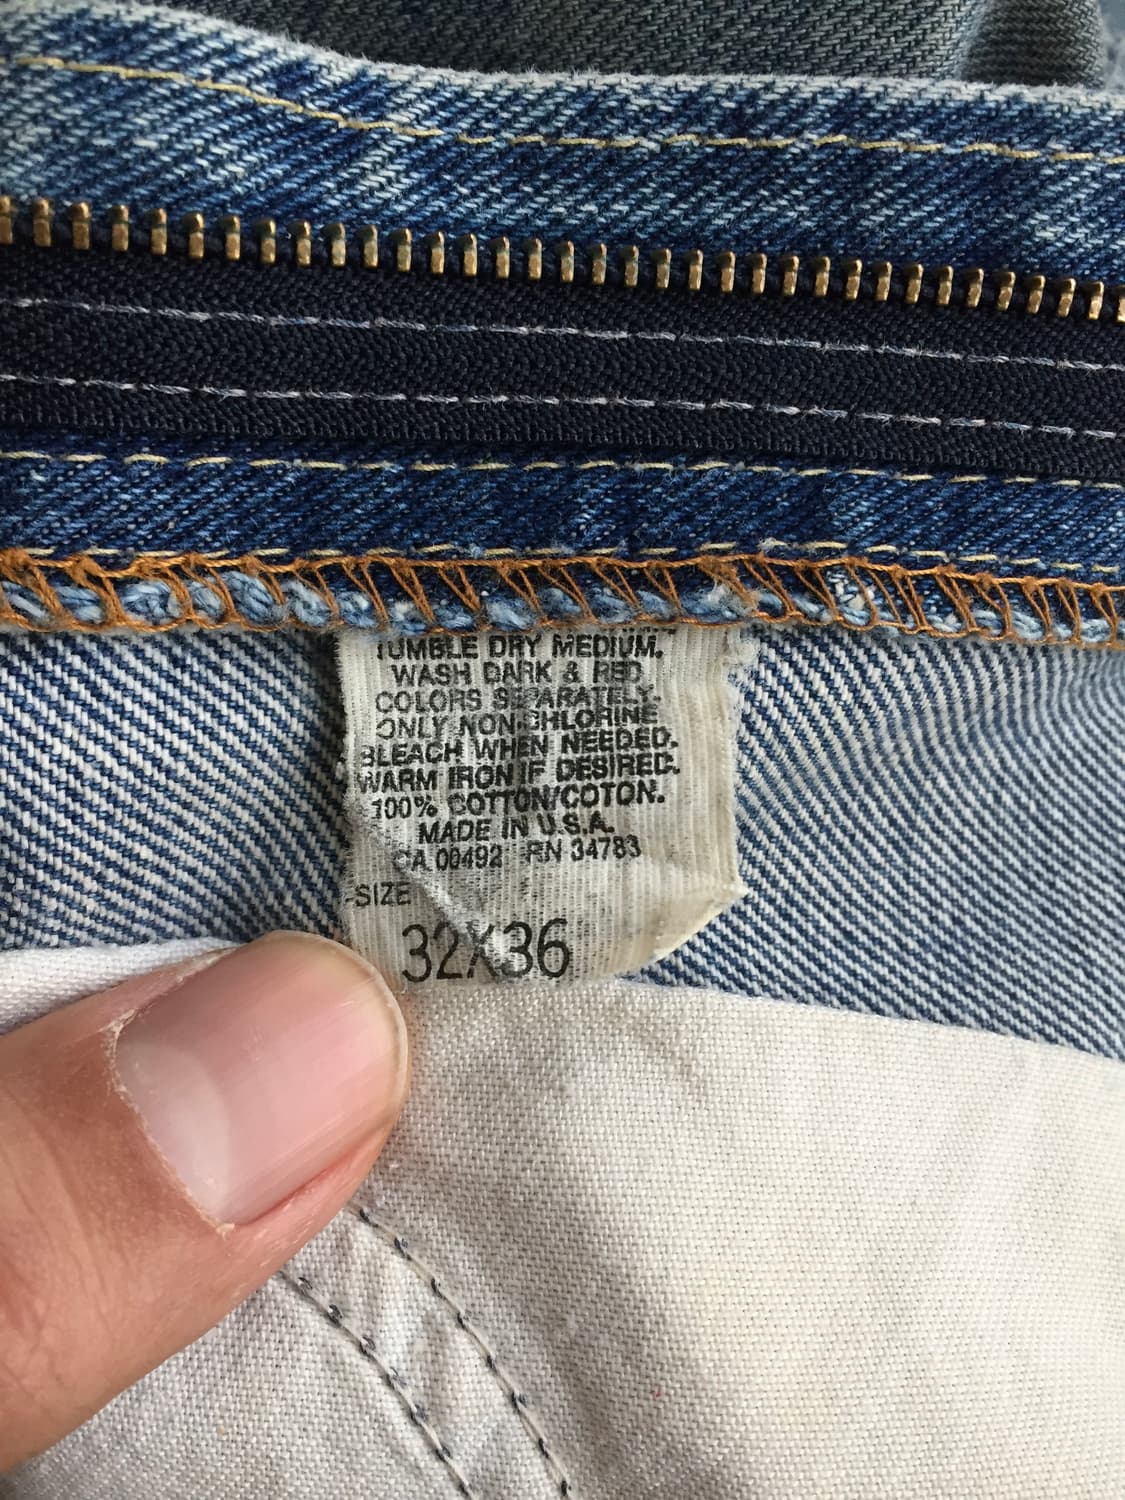 TUMBLE DRY MEDIUM.
WASH DARK & RED
COLORS SEPARATELY.
ONLY NON-CHLORINE
BLEACH WHEN NEEDED.
WARM IRON IF DESIRED.
100% COTTON/COTON.
MADE IN U.S.A.
CA 00492 RN 34783
SIZE
32X36